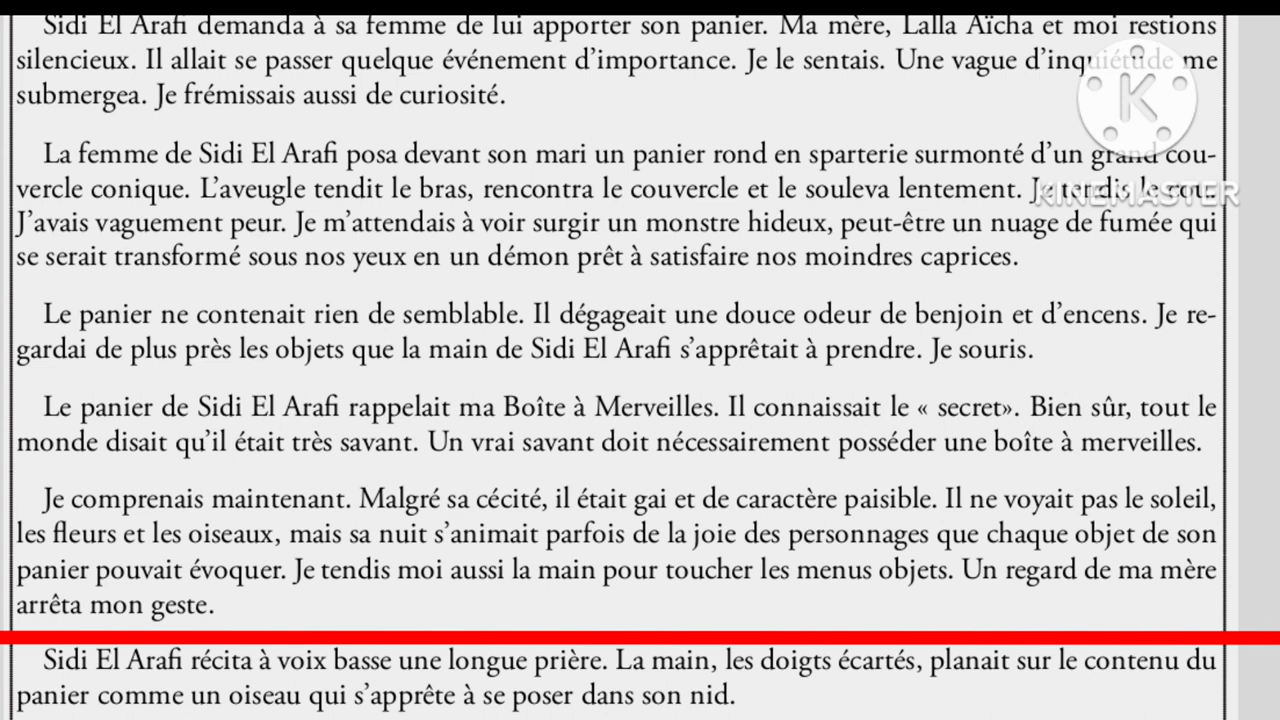 Sidi El Arafi demanda à sa femme de lui apporter son panier. Ma mère, Lalla Aïcha et moi restions
silencieux. Il allait se passer quelque événement d'importance. Je le sentais. Une vague d'inquiétude me
submergea. Je frémissais aussi de curiosité.
La femme de Sidi El Arafi posa devant son mari un panier rond en sparterie surmonté d'un grand cou-
vercle conique. L'aveugle tendit le bras, rencontra le couvercle et le souleva lentement. Je tendis le cou.
J'avais vaguement peur. Je m'attendais à voir surgir un monstre hideux, peut-être un nuage de fumée qui
se serait transformé sous nos yeux en un démon prêt à satisfaire nos moindres caprices.
Le panier ne contenait rien de semblable. Il dégageait une douce odeur de benjoin et d'encens. Je re-
gardai de plus près les objets que la main de Sidi El Arafi s'apprêtait à prendre. Je souris.
Le panier de Sidi El Arafi rappelait ma Boîte à Merveilles. Il connaissait le « secret». Bien sûr, tout le
monde disait qu'il était très savant. Un vrai savant doit nécessairement posséder une boîte à merveilles.
Je comprenais maintenant. Malgré sa cécité, il était gai et de caractère paisible. Il ne voyait pas le soleil,
les fleurs et les oiseaux, mais sa nuit s'animait parfois de la joie des personnages que chaque objet de son
panier pouvait évoquer. Je tendis moi aussi la main pour toucher les menus objets. Un regard de ma mère
arrêta mon geste.
Sidi El Arafi récita à voix basse une longue prière. La main, les doigts écartés, planait sur le contenu du
panier comme un oiseau qui s'apprête à se poser dans son nid.
K
KINEMASTER